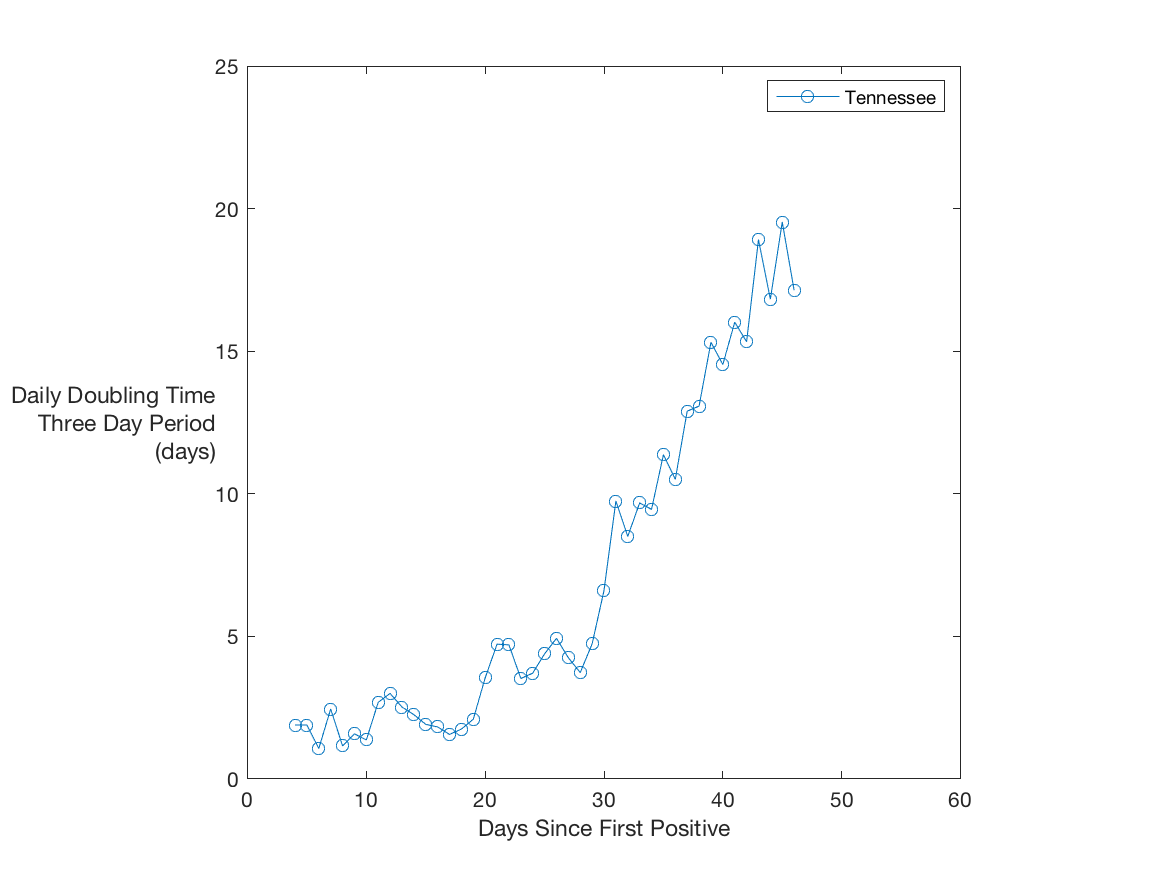 25
Tennessee
20
15
Daily Doubling Time
Three Day Period
(days)
10
5
0
0 10 20 30 40 50 60
Days Since First Positive